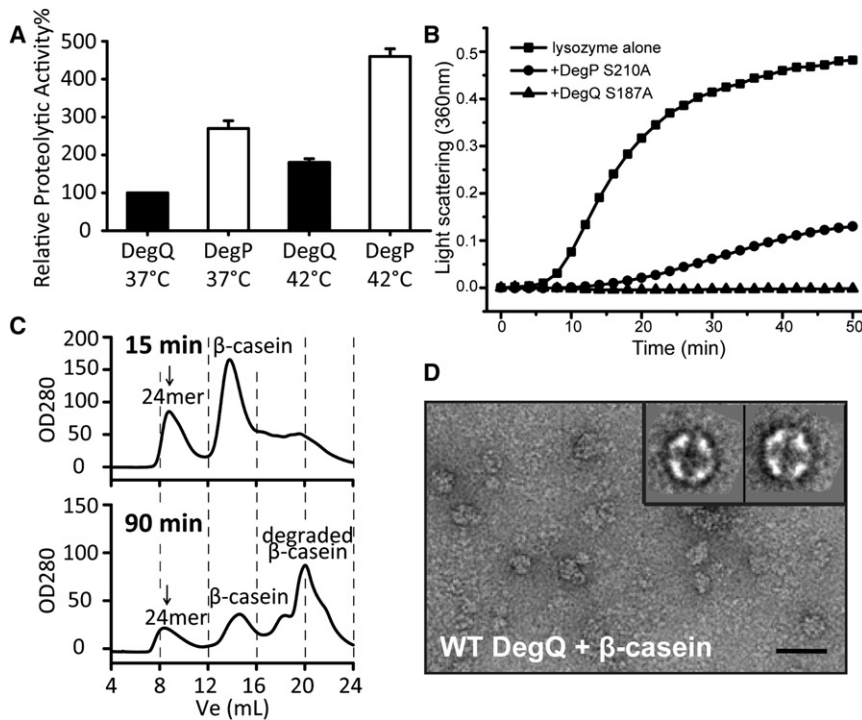 A
Relative Proteolytic Activity%
500
400
300
200
100
0
DegQ DegP DegQ DegP
37°C 37°C 42°C 42°C
B
lysozyme alone
+DegP S210A
+DegQ S187A
Light scattering (360nm)
0.5
0.4
0.3
0.2
0.1
0.0
0 10 20 30 40 50
Time (min)
C
15 min
β-casein
24mer
OD280
200
150
100
50
0
90 min
degraded
β-casein
β-casein
24mer
OD280
100
50
0
4 8 12 16 20 24
Ve (mL)
D
WT DegQ + β-casein